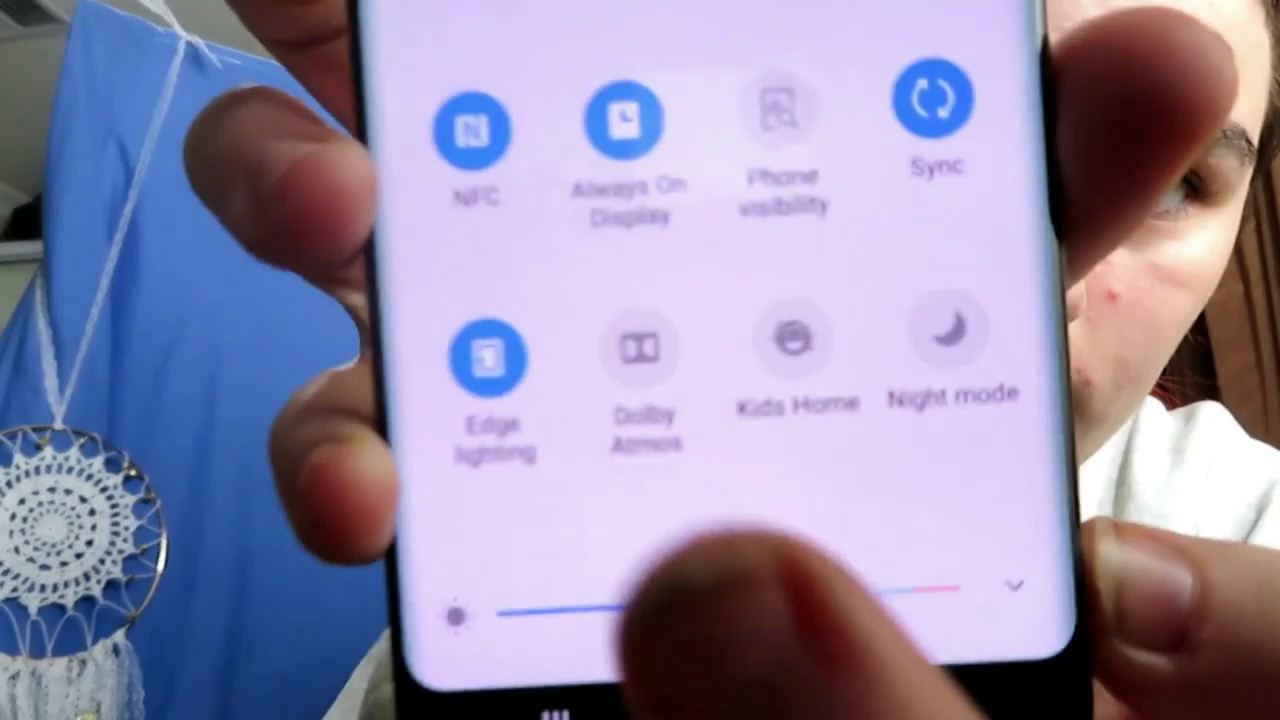 NFC
Always On
Display
Phone
visibility
Sync
Edge
lighting
Dolby
Atmos
Kids Home
Night mode